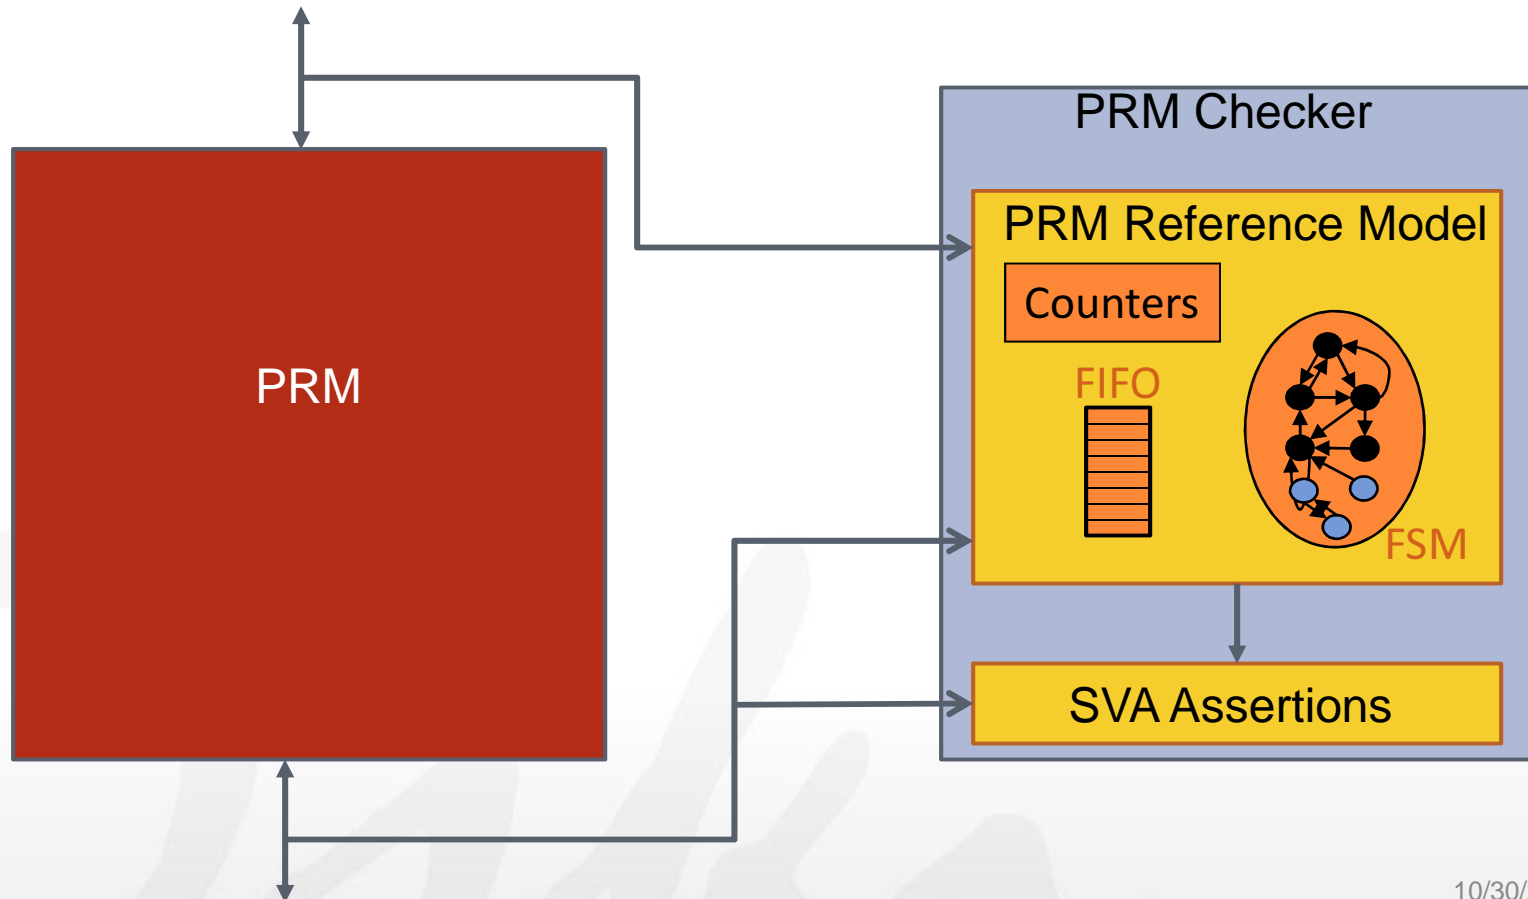 PRM Checker
PRM Reference Model
Counters
FIFO
PRM
FSM
SVA Assertions
10/30/